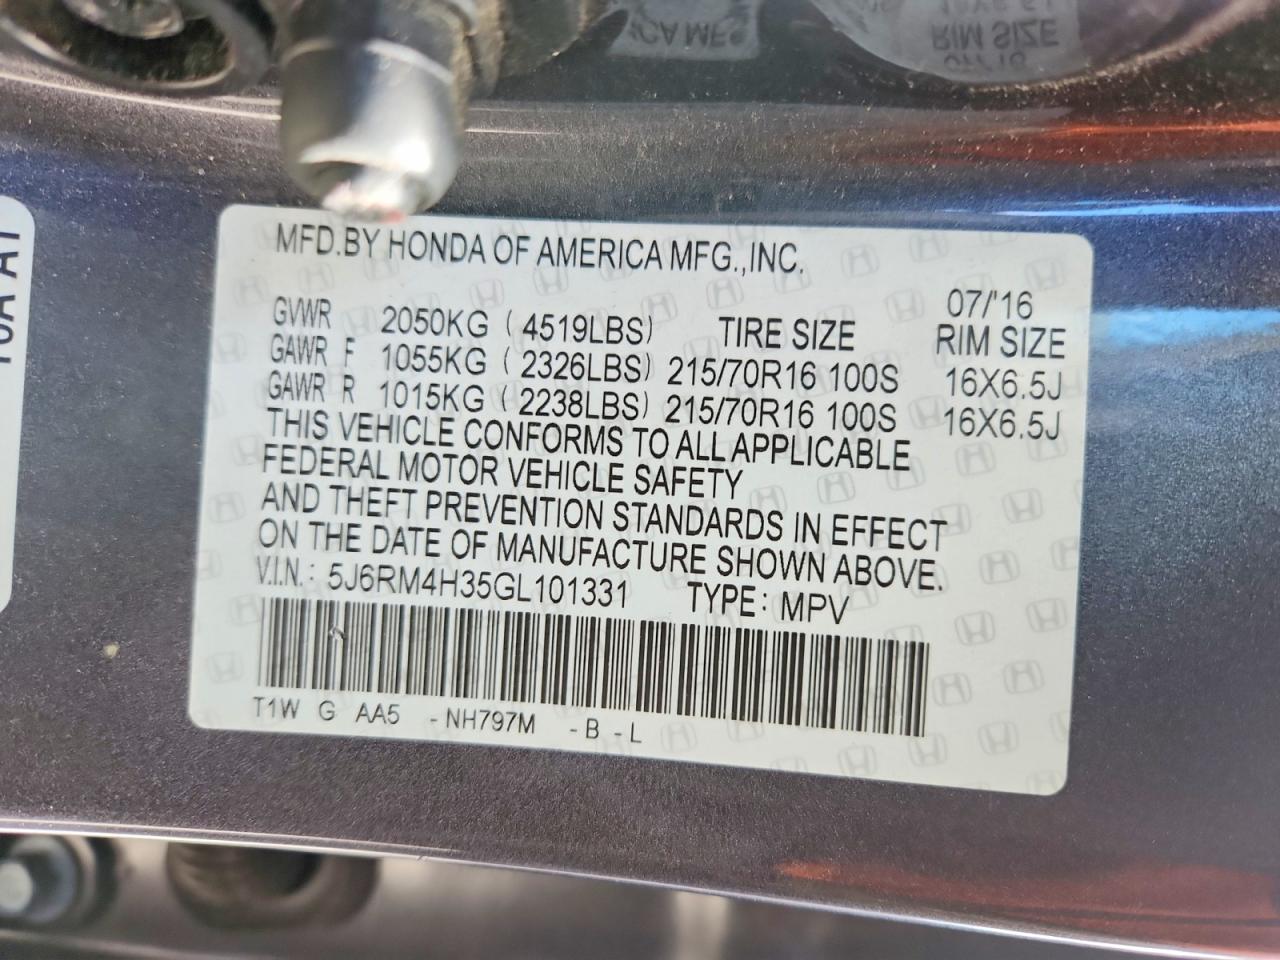 MFD.BY HONDA OF AMERICA MFG.,INC.
07/'16
GVWR 2050KG ( 4519LBS) TIRE SIZE RIM SIZE
GAWR F 1055KG ( 2326LBS) 215/70R16 100S 16X6.5J
GAWR R 1015KG ( 2238LBS) 215/70R16 100S 16X6.5J
THIS VEHICLE CONFORMS TO ALL APPLICABLE
FEDERAL MOTOR VEHICLE SAFETY
AND THEFT PREVENTION STANDARDS IN EFFECT
ON THE DATE OF MANUFACTURE SHOWN ABOVE.
V.I.N.: 5J6RM4H35GL101331 TYPE: MPV
T1W G AA5 -NH797M -B -L
RIM SIZE